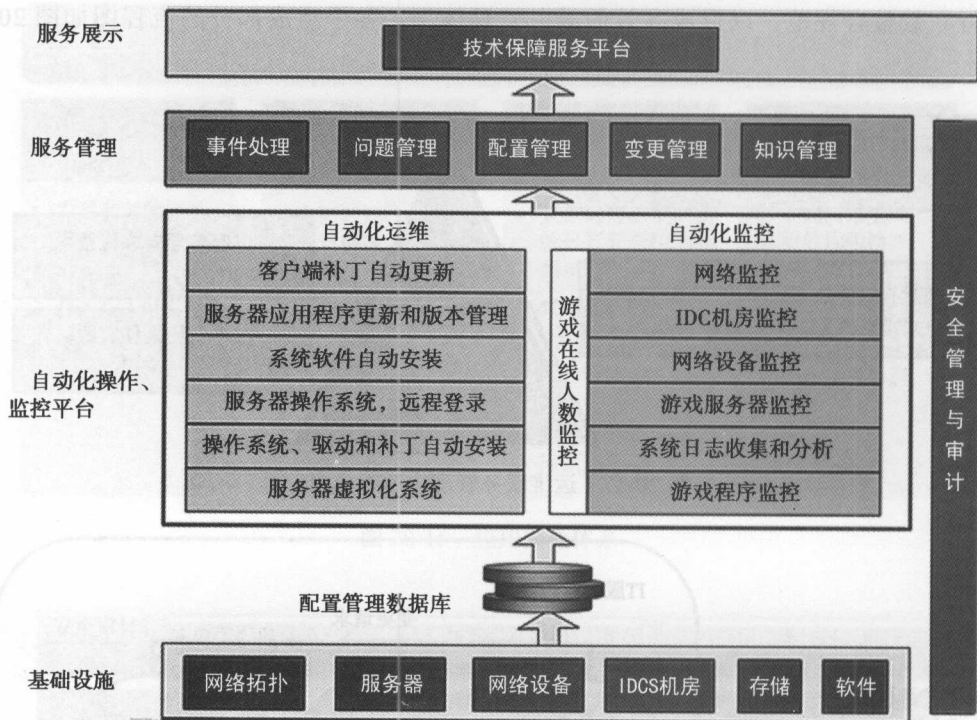 服务展示
技术保障服务平台
服务管理
事件处理
问题管理
配置管理
变更管理
知识管理
自动化操作、
监控平台
自动化运维
客户端补丁自动更新
服务器应用程序更新和版本管理
系统软件自动安装
服务器操作系统，远程登录
操作系统、驱动和补丁自动安装
服务器虚拟化系统
游戏在线人数监控
自动化监控
网络监控
IDC机房监控
网络设备监控
游戏服务器监控
系统日志收集和分析
游戏程序监控
安全管理与审计
配置管理数据库
基础设施
网络拓扑
服务器
网络设备
IDCS机房
存储
软件